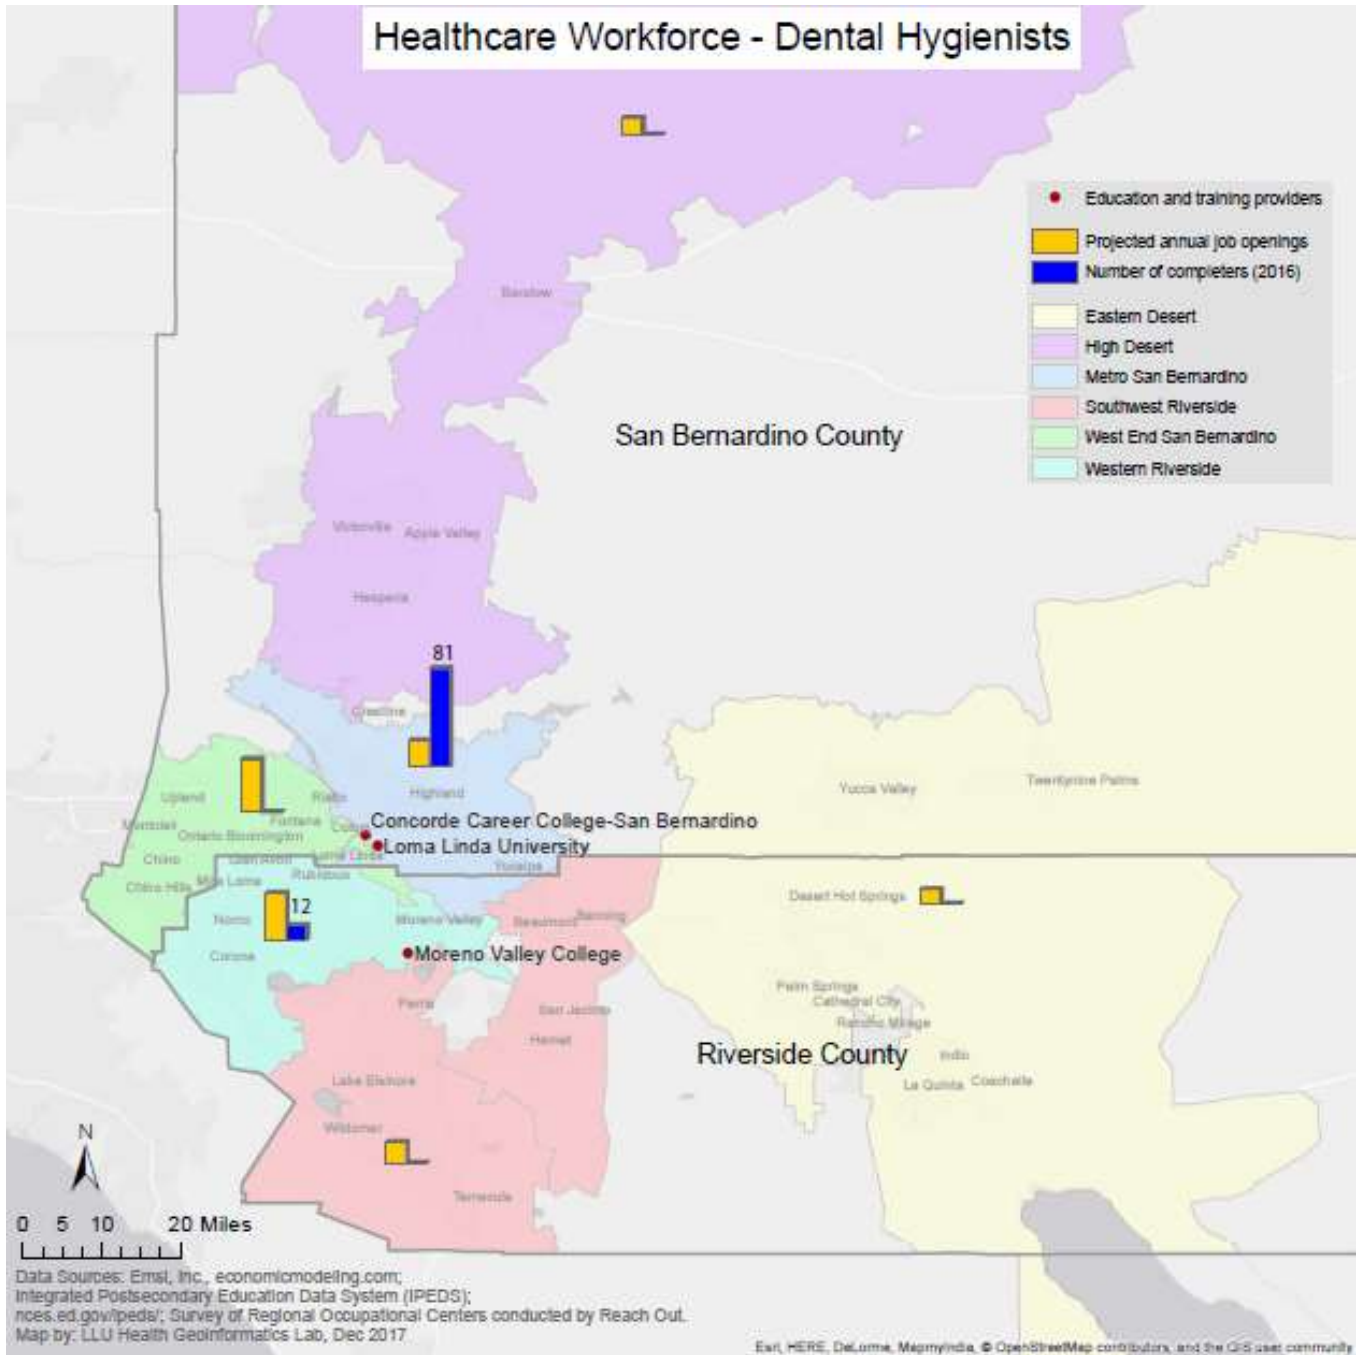 Healthcare Workforce - Dental Hygienists
Education and training providers
Projected annual job openings
Number of completers (2016)
Eastern Desert
High Desert
Metro San Bernardino
Southwest Riverside
West End San Bernardino
Western Riverside
Barstow
San Bernardino County
Victorville
Apple Valley
Hesperia
81
Crestline
Yucca Valley
Twentynine Palms
Upland
Rialto
Highland
Fontana
Concorde Career College-San Bernardino
Ontario Bloomington
Loma Linda University
Chino
Loma Linda
Yucaipa
Rubidoux
Chino Hills
Mira Loma
Desert Hot Springs
12
Norco
Moreno Valley
Beaumont
Banning
Corona
Moreno Valley College
Palm Springs
Cathedral City
Perris
San Jacinto
Rancho Mirage
Hemet
Riverside County
Indio
Lake Elsinore
La Quinta
Coachella
Wildomar
N
Temecula
0 5 10 20 Miles
Data Sources: Emsi, Inc., economicmodeling.com;
Integrated Postsecondary Education Data System (IPEDS);
nces.ed.gov/ipeds/; Survey of Regional Occupational Centers conducted by Reach Out.
Map by: LLU Health Geoinformatics Lab, Dec 2017
Esri, HERE, DeLorme, MapmyIndia, © OpenStreetMap contributors, and the GIS user community